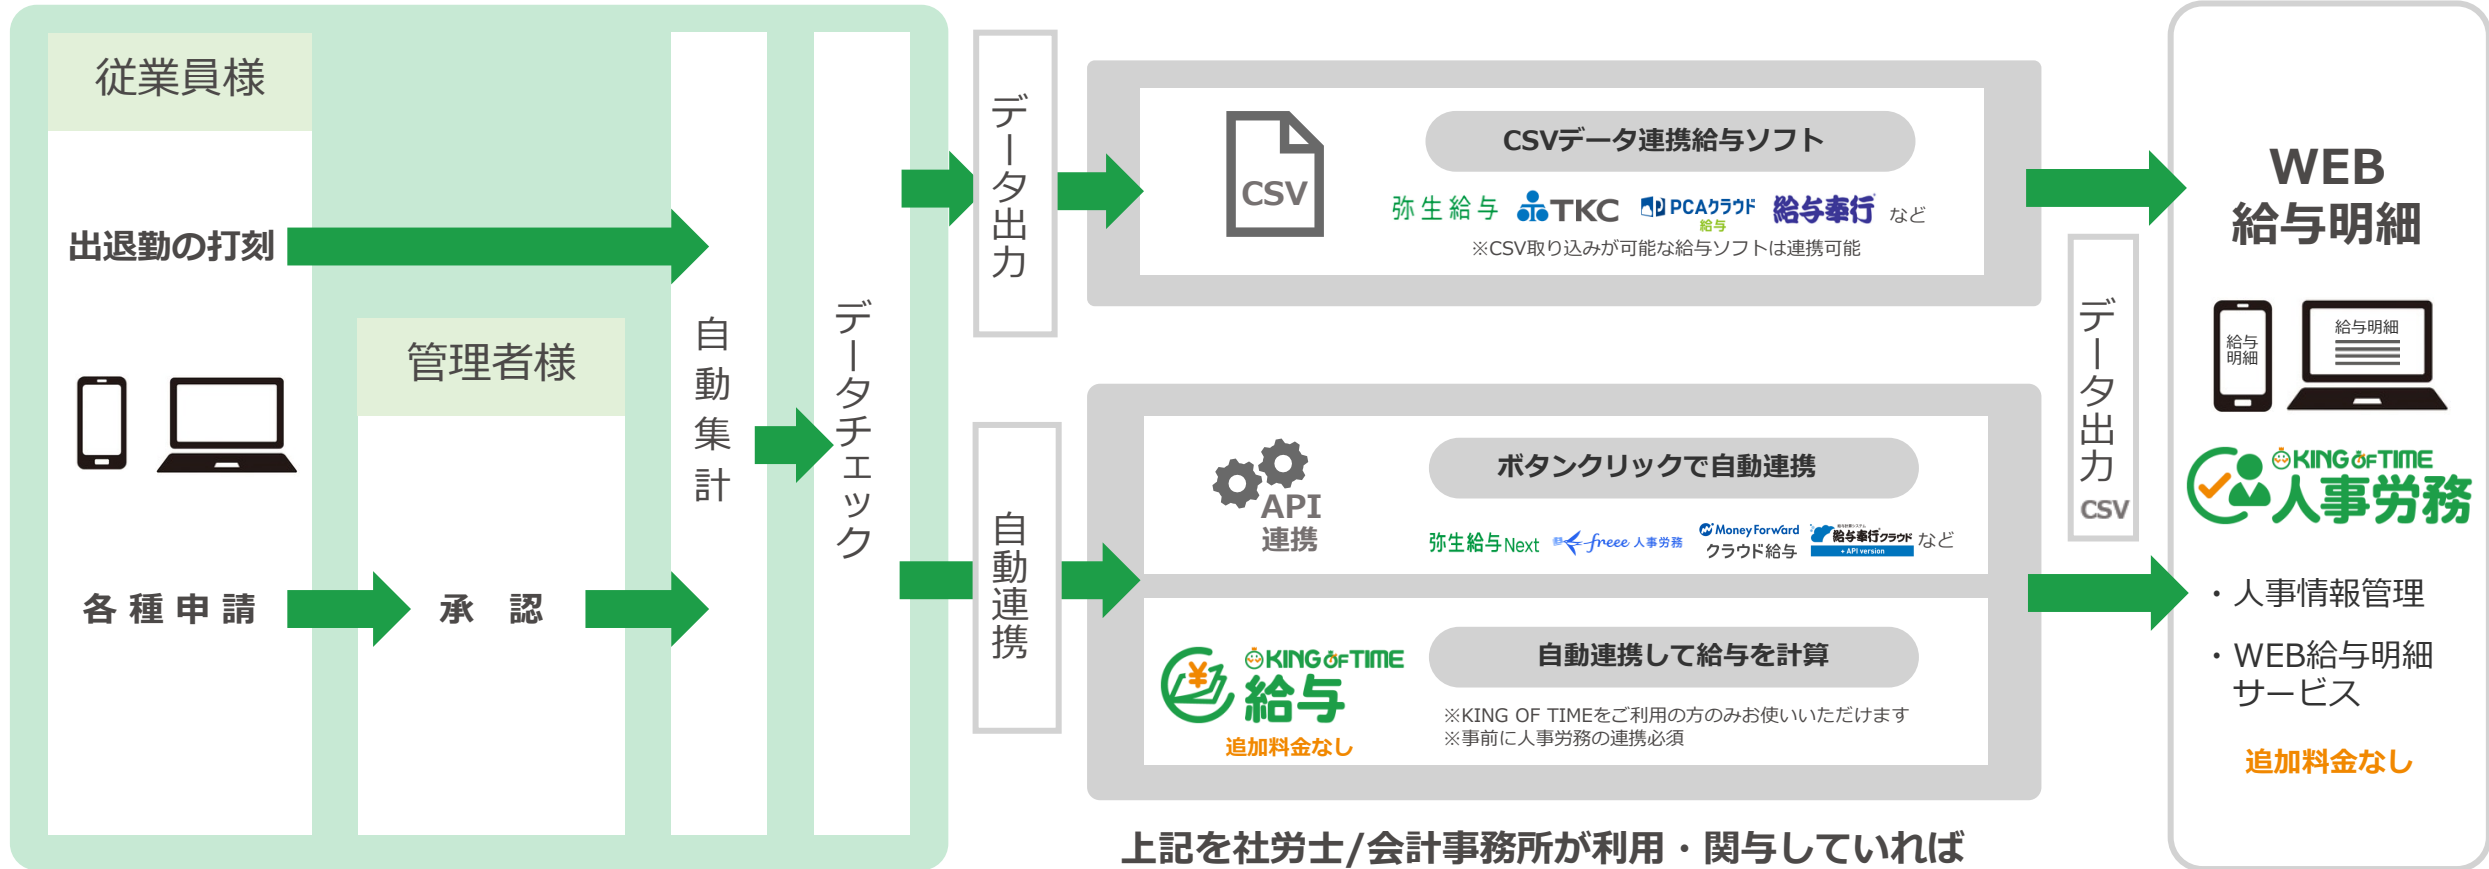 従業員様
出退勤の打刻
各種申請
管理者様
承 認
自動集計
データチェック
データ出力
CSV
CSVデータ連携給与ソフト
弥生給与
TKC
PCAクラウド
給与
給与奉行
など
※CSV取り込みが可能な給与ソフトは連携可能
自動連携
API
連携
ボタンクリックで自動連携
弥生給与Next
freee 人事労務
Money Forward
クラウド給与
給与奉行クラウド
+ API version
など
KING OF TIME
給与
追加料金なし
自動連携して給与を計算
※KING OF TIMEをご利用の方のみお使いいただけます
※事前に人事労務の連携必須
上記を社労士/会計事務所が利用・関与していれば
データ出力
CSV
WEB
給与明細
給与
明細
給与明細
KING OF TIME
人事労務
・人事情報管理
・WEB給与明細
サービス
追加料金なし